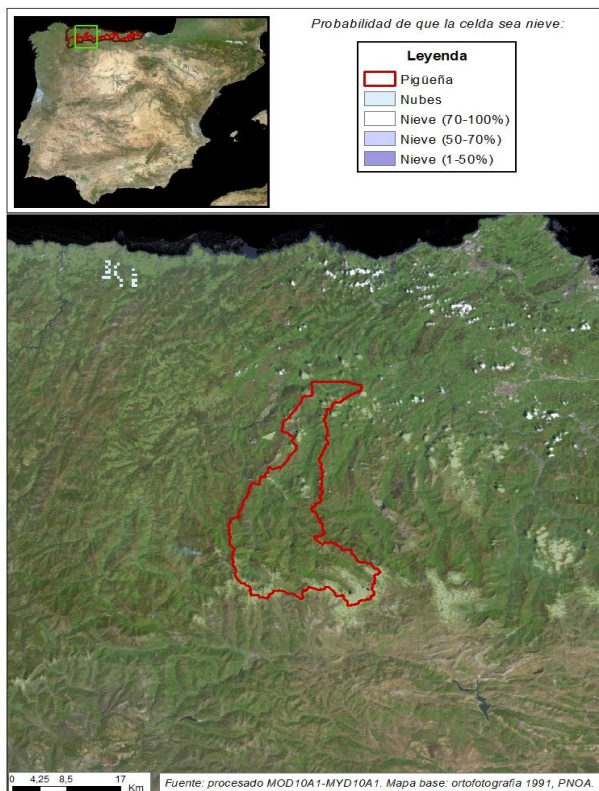 Probabilidad de que la celda sea nieve:
Leyenda
Pigüeña
Nubes
Nieve (70-100%)
Nieve (50-70%)
Nieve (1-50%)
0 4,25 8,5 17
Km
Fuente: procesado MOD10A1-MYD10A1. Mapa base: ortofotografia 1991, PNOA.